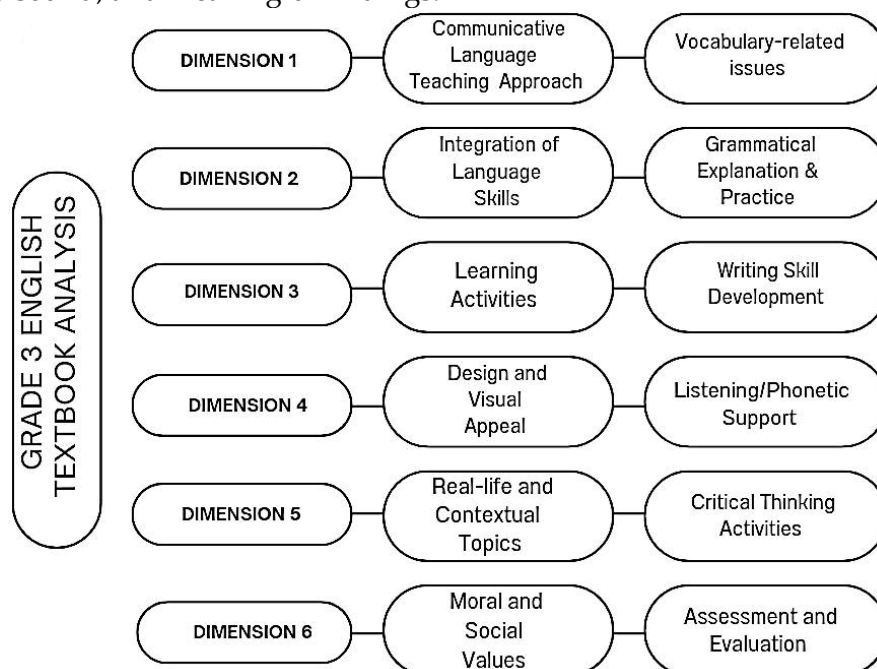 GRADE 3 ENGLISH
TEXTBOOK ANALYSIS
DIMENSION 1
Communicative
Language
Teaching Approach
Vocabulary-related
issues
DIMENSION 2
Integration of
Language
Skills
Grammatical
Explanation &
Practice
DIMENSION 3
Learning
Activities
Writing Skill
Development
DIMENSION 4
Design and
Visual
Appeal
Listening/Phonetic
Support
DIMENSION 5
Real-life and
Contextual
Topics
Critical Thinking
Activities
DIMENSION 6
Moral and
Social
Values
Assessment and
Evaluation